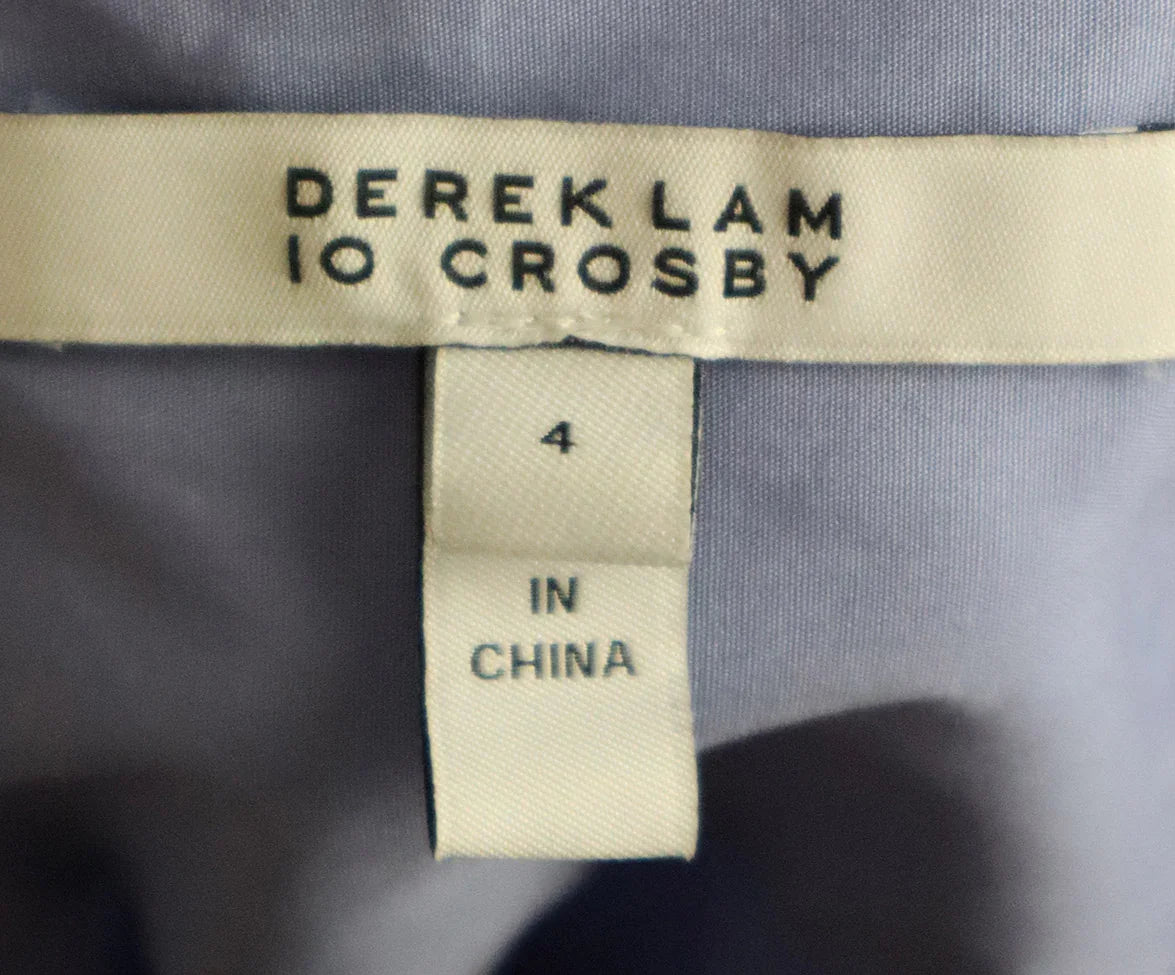 DEREK LAM
10 CROSBY
4
IN
CHINA